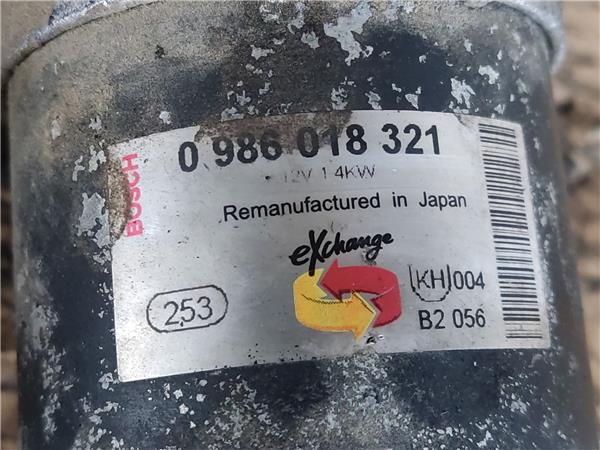 BOSCH
0 986 018 321
12V 1.4KW
Remanufactured in Japan
eXchange
253
(KH)004
B2 056